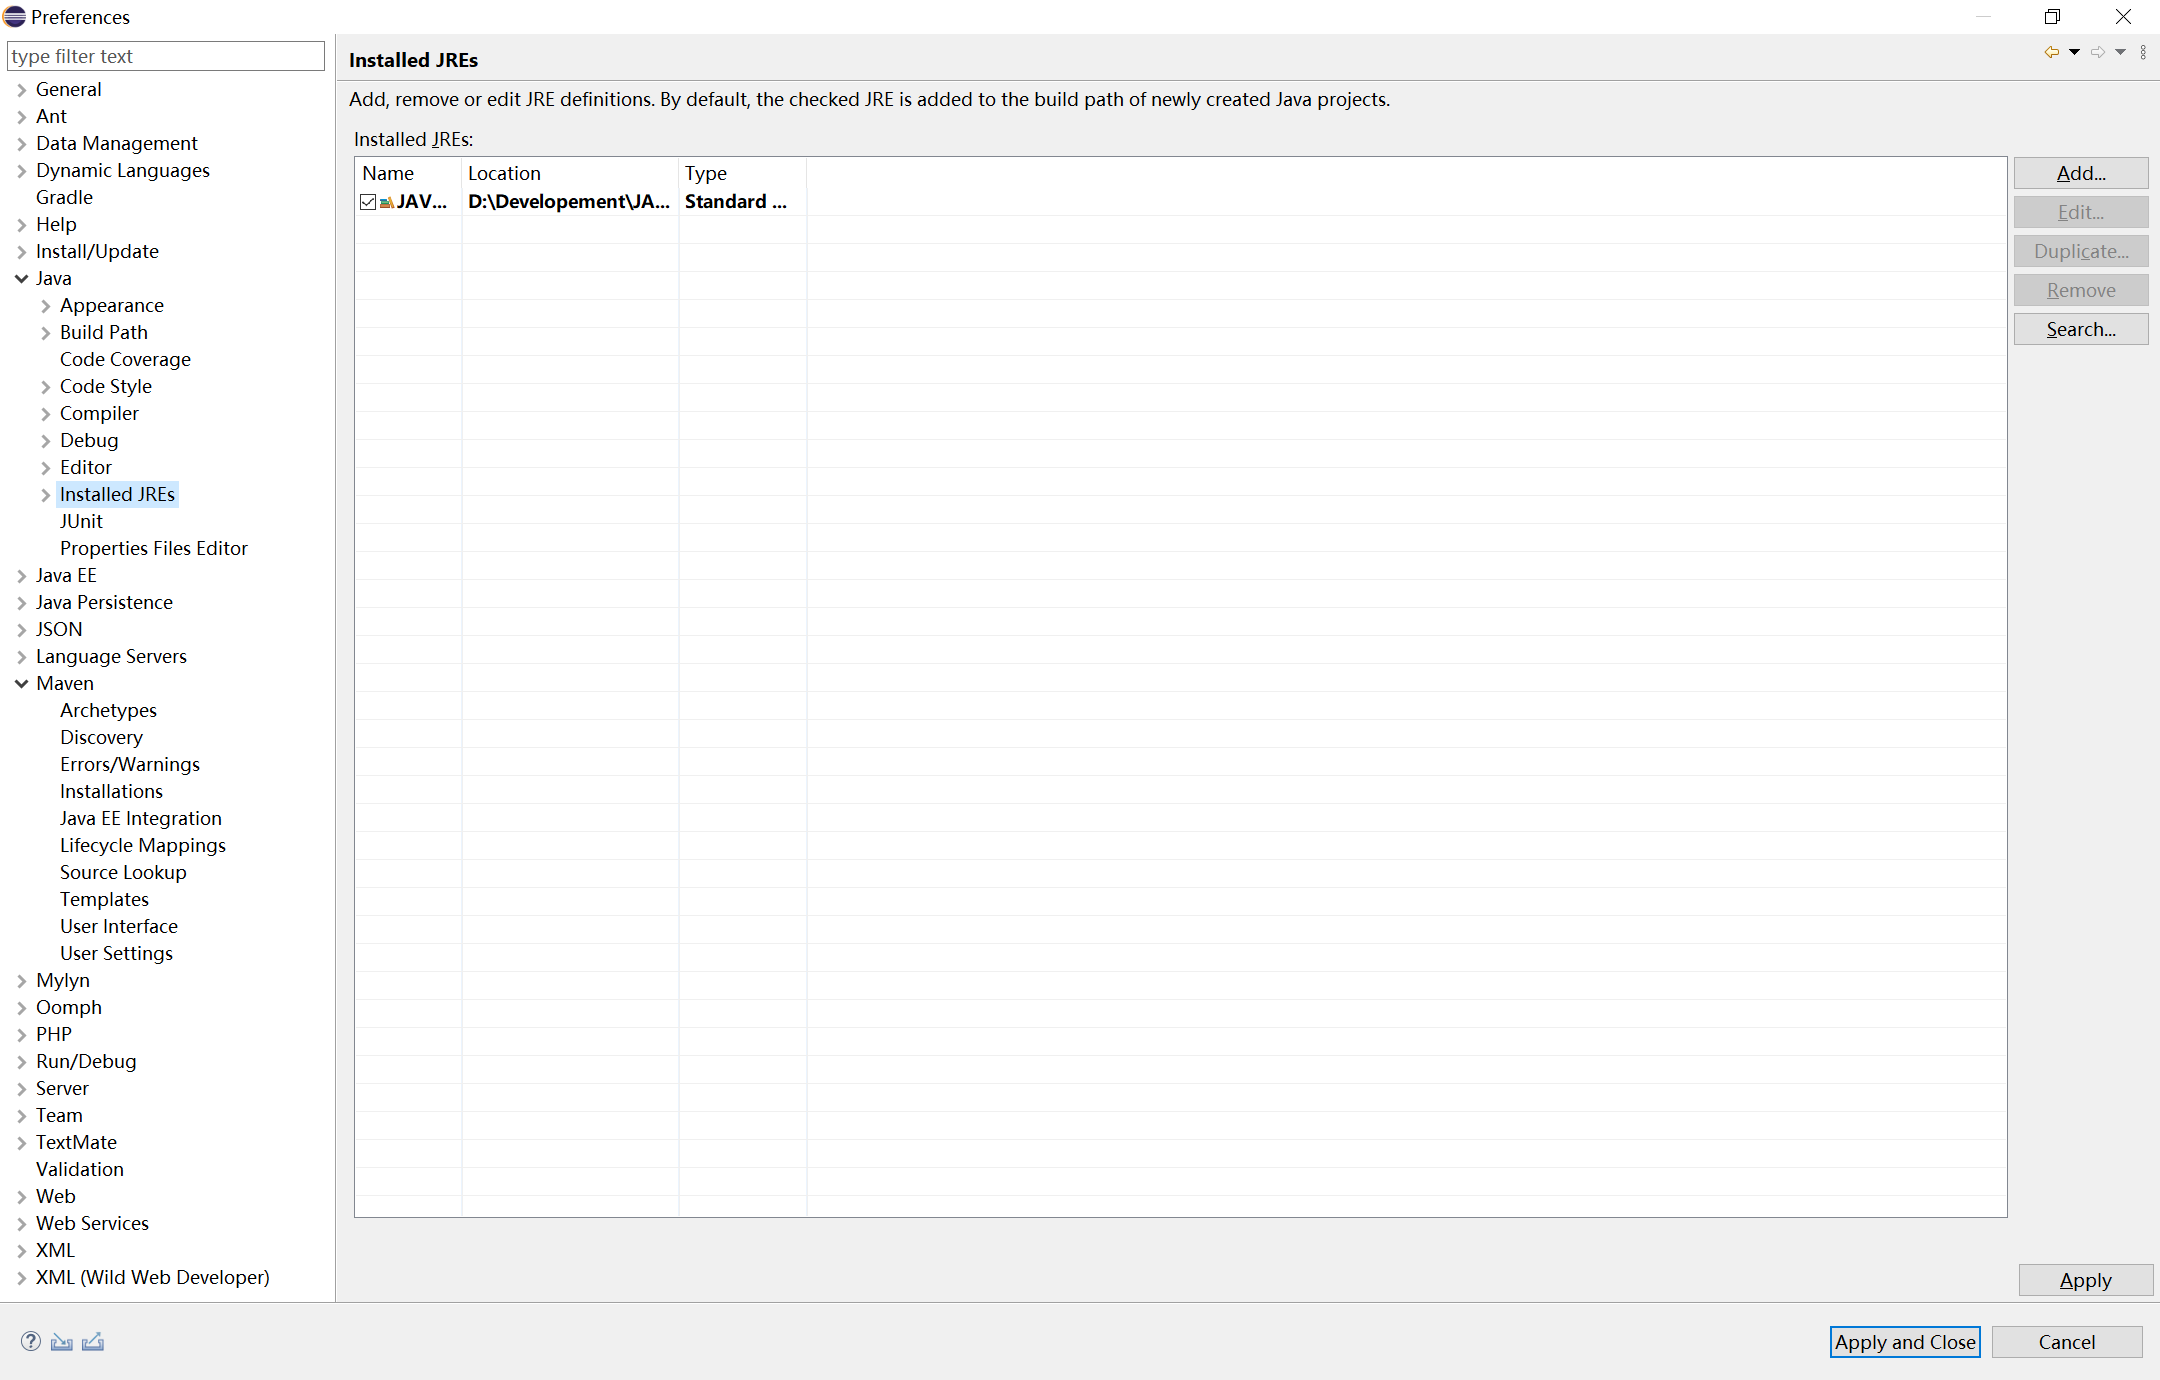 Preferences
type filter text
General
Ant
Data Management
Dynamic Languages
Gradle
Help
Install/Update
Java
Appearance
Build Path
Code Coverage
Code Style
Compiler
Debug
Editor
Installed JREs
JUnit
Properties Files Editor
Java EE
Java Persistence
JSON
Language Servers
Maven
Archetypes
Discovery
Errors/Warnings
Installations
Java EE Integration
Lifecycle Mappings
Source Lookup
Templates
User Interface
User Settings
Mylyn
Oomph
PHP
Run/Debug
Server
Team
TextMate
Validation
Web
Web Services
XML
XML (Wild Web Developer)
Installed JREs
Add, remove or edit JRE definitions. By default, the checked JRE is added to the build path of newly created Java projects.
Installed JREs:
Name Location Type
JAV... D:\Developement\JA... Standard ...
Add...
Edit...
Duplicate...
Remove
Search...
Apply
Apply and Close Cancel